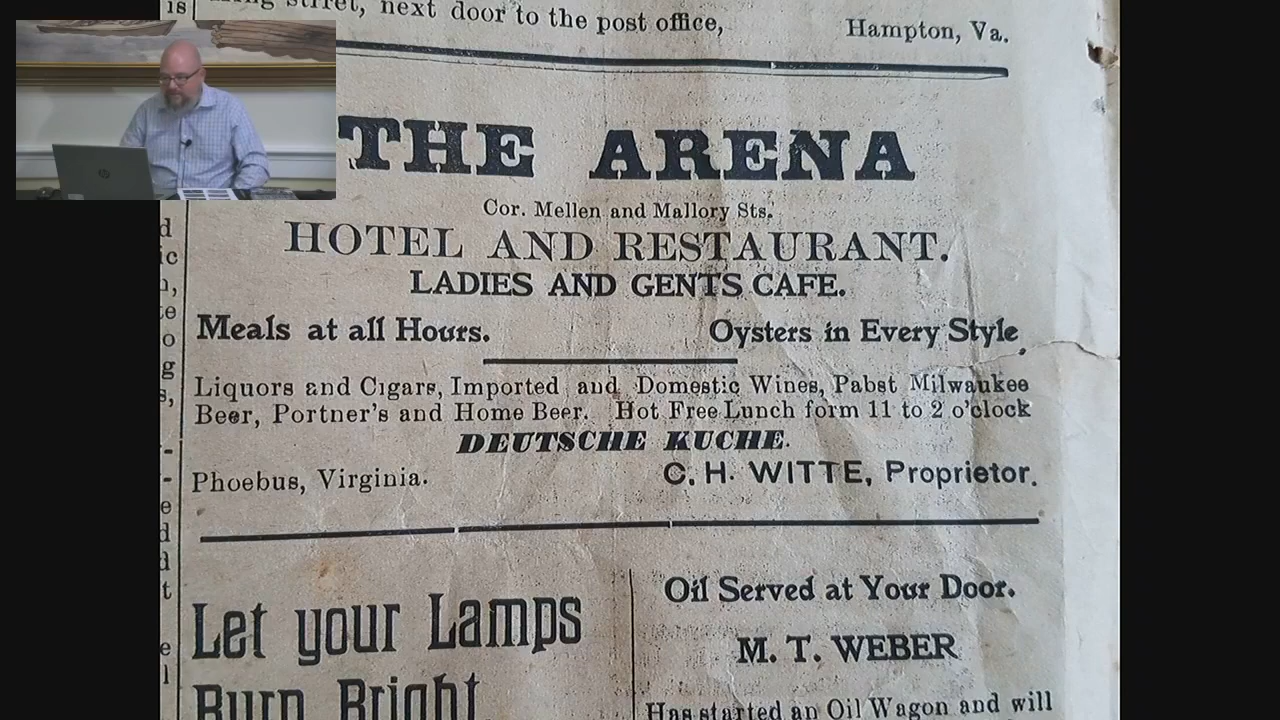 is
street, next door to the post office,
Hampton, Va.
THE ARENA
Cor. Mellen and Mallory Sts.
HOTEL AND RESTAURANT.
LADIES AND GENTS CAFE.
Meals at all Hours.
Oysters in Every Style.
Liquors and Cigars, Imported and Domestic Wines, Pabst Milwaukee
Beer, Portner's and Home Beer. Hot Free Lunch form 11 to 2 o'clock
DEUTSCHE KUCHE.
Phoebus, Virginia.
C. H. WITTE, Proprietor.
Let your Lamps
Burn Bright
Oil Served at Your Door.
M. T. WEBER
Has started an Oil Wagon and will